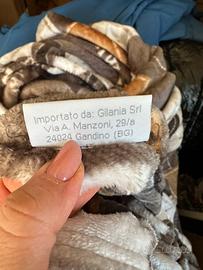 Importato da: Gilania Srl
Via A. Manzoni, 29/a
24024 Gandino (BG)